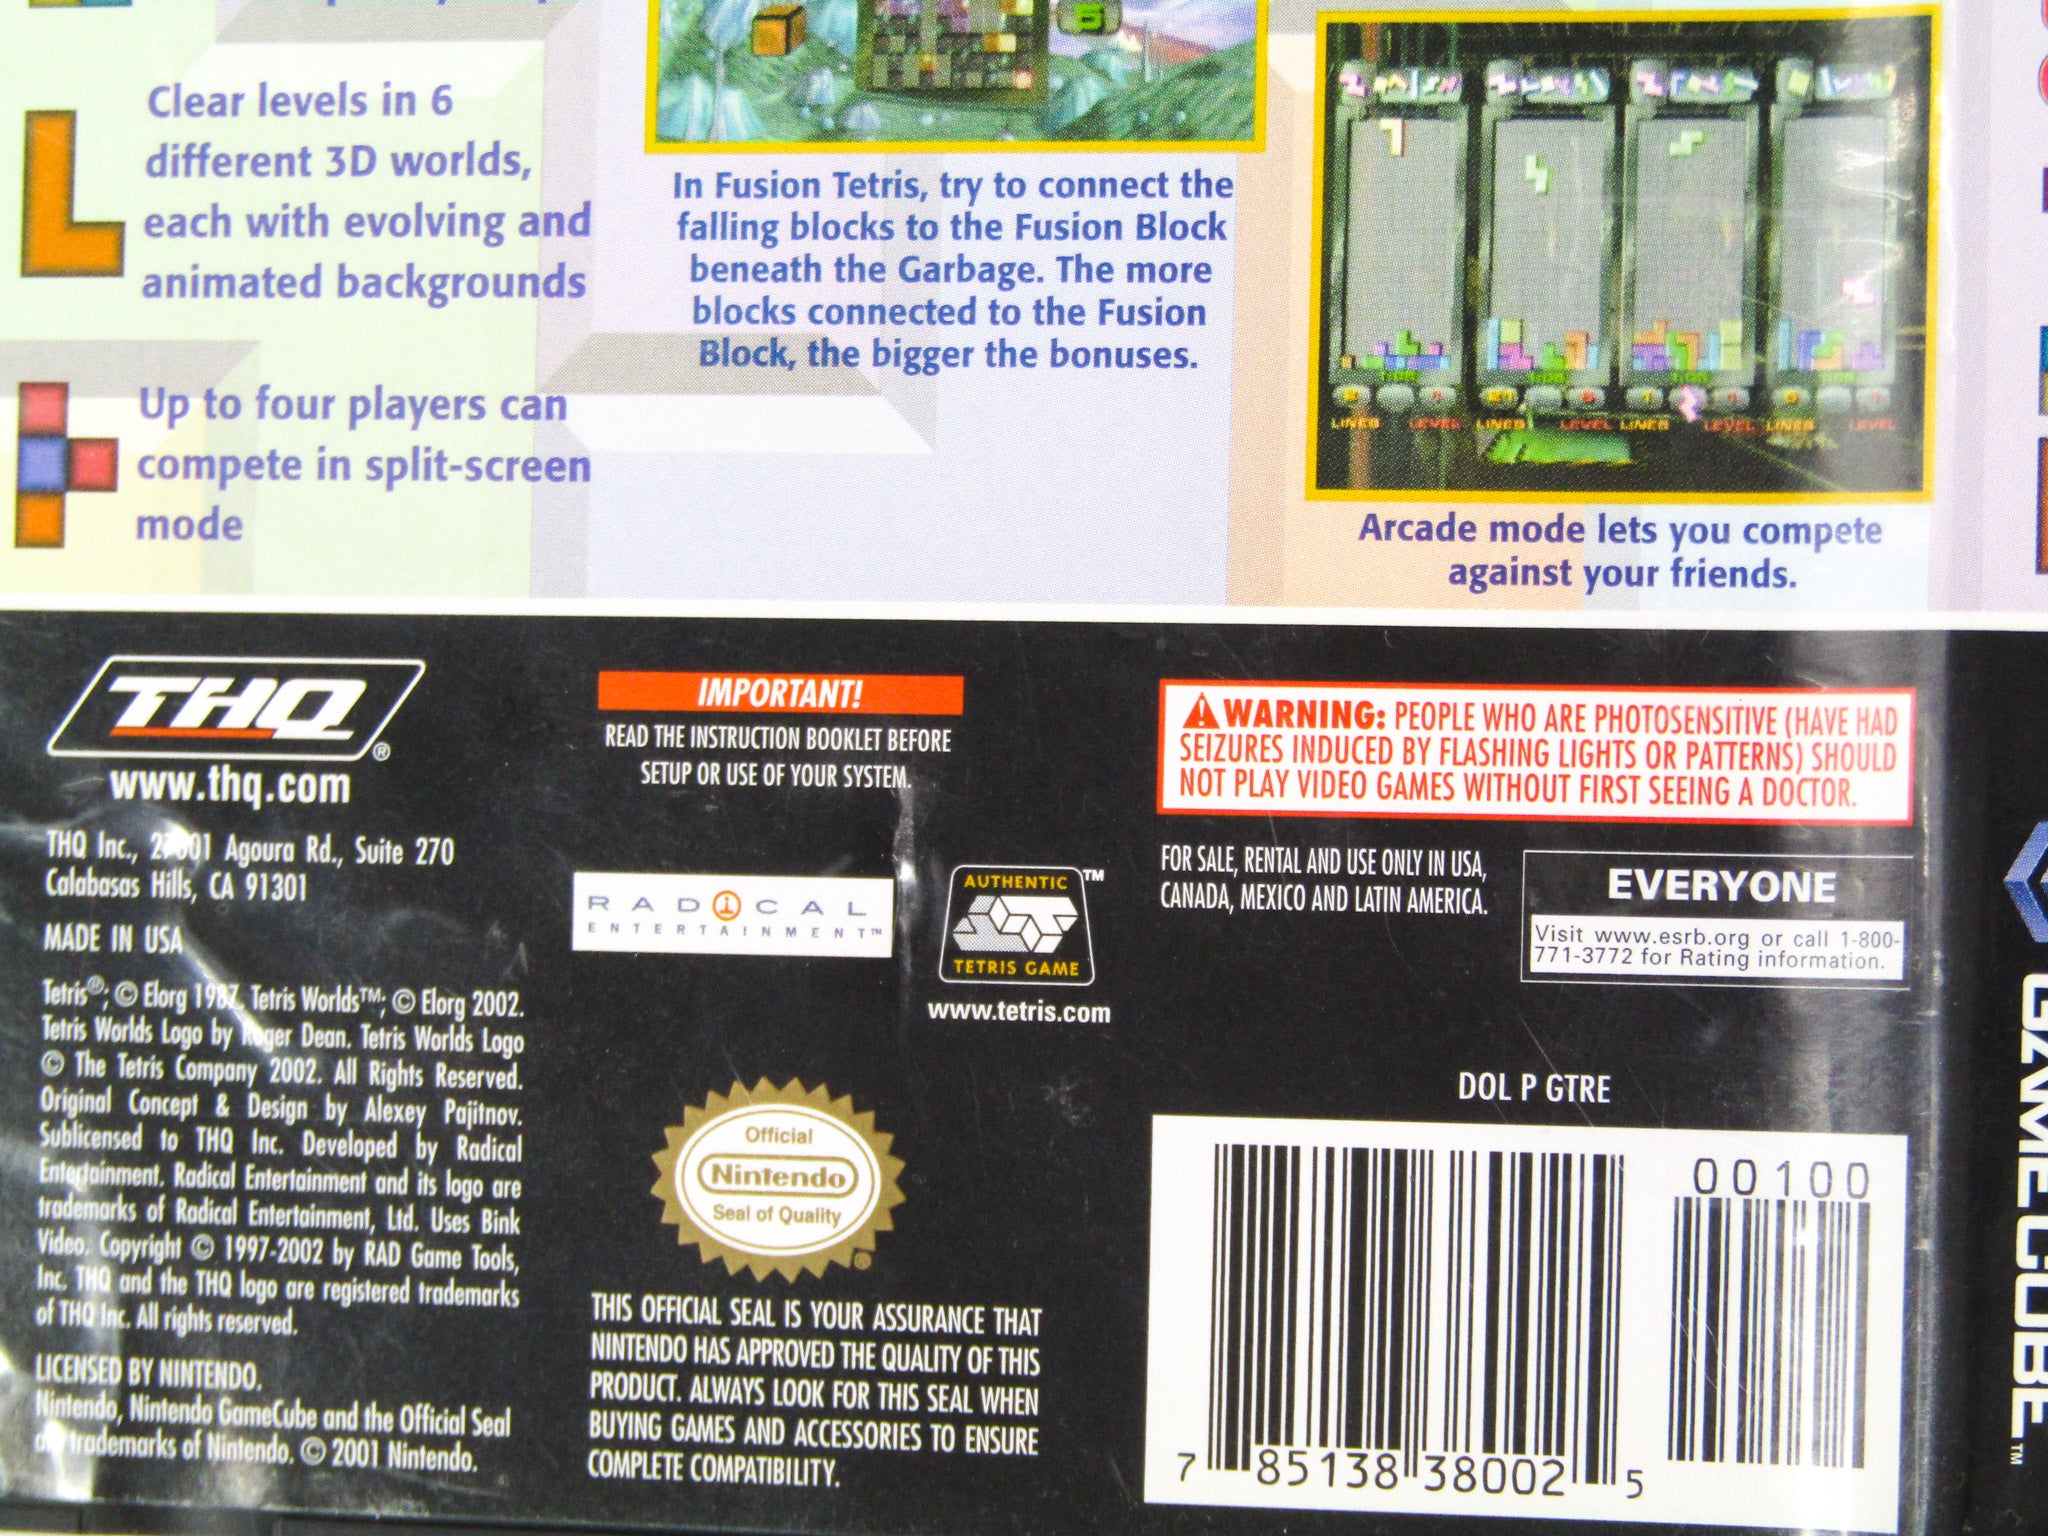 Clear levels in 6
different 3D worlds,
each with evolving and
animated backgrounds
Up to four players can
compete in split-screen
mode
6
In Fusion Tetris, try to connect the
falling blocks to the Fusion Block
beneath the Garbage. The more
blocks connected to the Fusion
Block, the bigger the bonuses.
LINES LEVEL LINES LEVEL LINES LEVEL LINES LEVEL
Arcade mode lets you compete
against your friends.
THQ®
www.thq.com
THQ Inc., Agoura Rd., Suite 270
Calabasas Hills, CA 91301
MADE IN USA
Tetris®; © Elorg 1987, Tetris Worlds™; © Elorg 2002.
Tetris Worlds Logo by Roger Dean. Tetris Worlds Logo
© The Tetris Company 2002. All Rights Reserved.
Original Concept & Design by Alexey Pajitnov.
Sublicensed to THQ Inc. Developed by Radical
Entertainment. Radical Entertainment and its logo are
trademarks of Radical Entertainment, Ltd. Uses Bink
Video. Copyright © 1997-2002 by RAD Game Tools,
Inc. THQ and the THQ logo are registered trademarks
of THQ Inc. All rights reserved.
LICENSED BY NINTENDO.
Nintendo, Nintendo GameCube and the Official Seal
are trademarks of Nintendo. © 2001 Nintendo.
IMPORTANT!
READ THE INSTRUCTION BOOKLET BEFORE
SETUP OR USE OF YOUR SYSTEM.
RADICAL
ENTERTAINMENT™
AUTHENTIC™
TETRIS GAME
www.tetris.com
Official
Nintendo
Seal of Quality
®
THIS OFFICIAL SEAL IS YOUR ASSURANCE THAT
NINTENDO HAS APPROVED THE QUALITY OF THIS
PRODUCT. ALWAYS LOOK FOR THIS SEAL WHEN
BUYING GAMES AND ACCESSORIES TO ENSURE
COMPLETE COMPATIBILITY.
WARNING: PEOPLE WHO ARE PHOTOSENSITIVE (HAVE HAD
SEIZURES INDUCED BY FLASHING LIGHTS OR PATTERNS) SHOULD
NOT PLAY VIDEO GAMES WITHOUT FIRST SEEING A DOCTOR.
FOR SALE, RENTAL AND USE ONLY IN USA,
CANADA, MEXICO AND LATIN AMERICA.
EVERYONE
Visit www.esrb.org or call 1-800-
771-3772 for Rating information.
DOL P GTRE
00100
7 85138 38002 5
GAMECUBE™